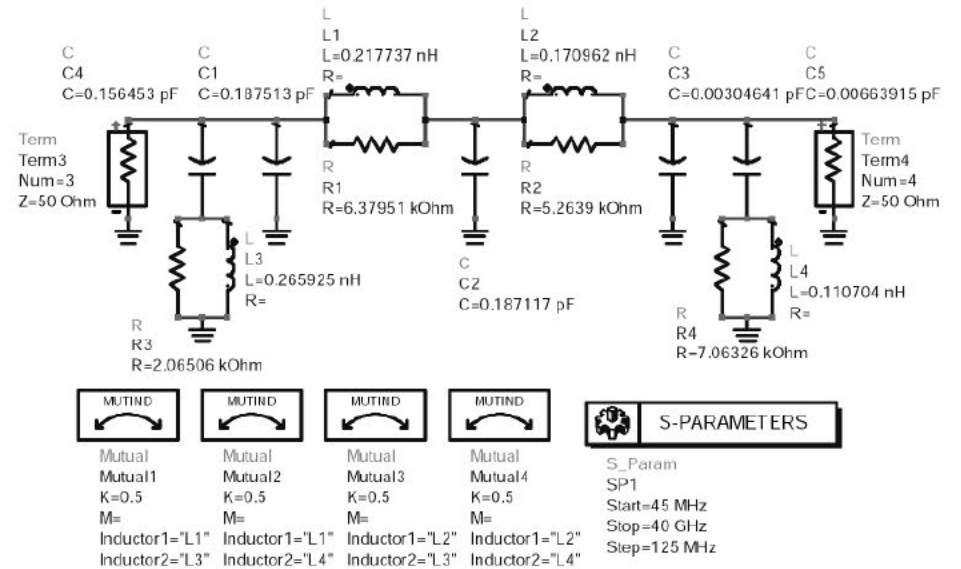 C
C4
C=0.156453 pF
C
C1
C=0.187513 pF
L
L1
L=0.217737 nH
R=
L
L2
L=0.170962 nH
R=
C
C3
C=0.00304641 pF
C
C5
C=0.00663915 pF
+
Term
Term3
Num=3
Z=50 Ohm
-
R
R1
R=6.37951 kOhm
R
R2
R=5.2639 kOhm
+
Term
Term4
Num=4
Z=50 Ohm
-
L
L3
L=0.265925 nH
R=
R
R3
R=2.06506 kOhm
C
C2
C=0.187117 pF
L
L4
L=0.110704 nH
R=
R
R4
R=7.06326 kOhm
MUTIND
Mutual
Mutual1
K=0.5
M=
Inductor1="L1"
Inductor2="L3"
MUTIND
Mutual
Mutual2
K=0.5
M=
Inductor1="L1"
Inductor2="L4"
MUTIND
Mutual
Mutual3
K=0.5
M=
Inductor1="L2"
Inductor2="L3"
MUTIND
Mutual
Mutual4
K=0.5
M=
Inductor1="L2"
Inductor2="L4"
S-PARAMETERS
S_Param
SP1
Start=45 MHz
Stop=40 GHz
Step=125 MHz